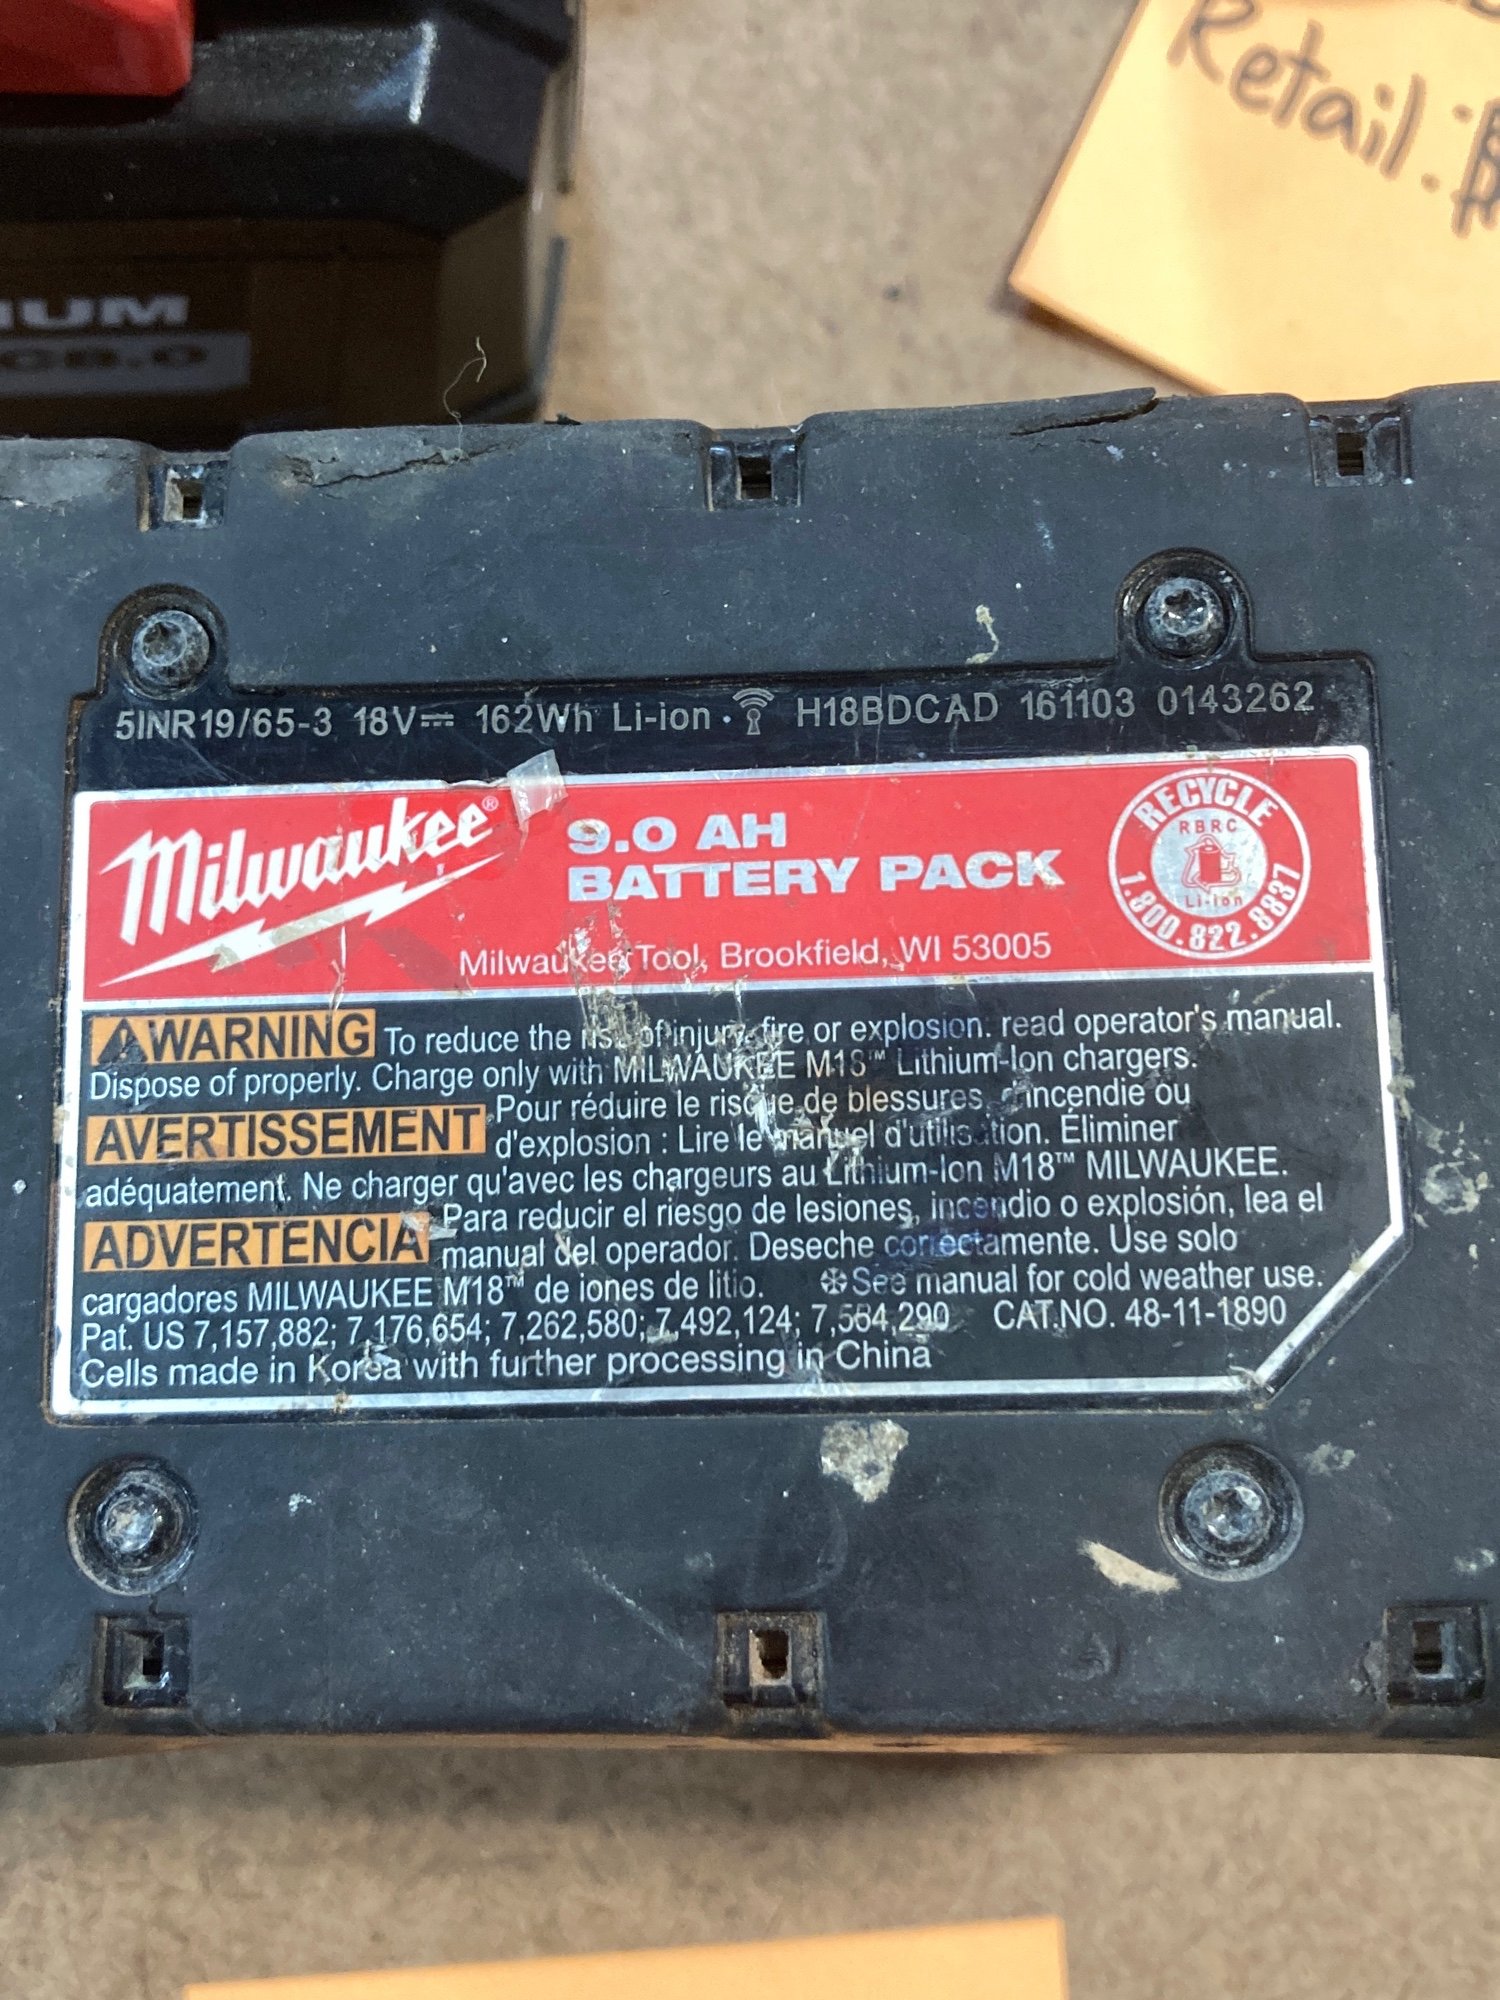 Retail:
IUM
5INR19/65-3 18V⎓ 162Wh Li-ion · H18BDCAD 161103 0143262
Milwaukee®
9.0 AH
BATTERY PACK
Milwaukee Tool, Brookfield, WI 53005
RECYCLE
RBRC
Li-Ion
1.800.822.8837
⚠WARNING To reduce the risk of injury, fire or explosion. read operator's manual.
Dispose of properly. Charge only with MILWAUKEE M18™ Lithium-Ion chargers.
AVERTISSEMENT Pour réduire le risque de blessures, d'incendie ou
d'explosion : Lire le manuel d'utilisation. Éliminer
adéquatement. Ne charger qu'avec les chargeurs au Lithium-Ion M18™ MILWAUKEE.
ADVERTENCIA Para reducir el riesgo de lesiones, incendio o explosión, lea el
manual del operador. Deseche correctamente. Use solo
cargadores MILWAUKEE M18™ de iones de litio. ❄See manual for cold weather use.
Pat. US 7,157,882; 7,176,654; 7,262,580; 7,492,124; 7,564,290 CAT.NO. 48-11-1890
Cells made in Korea with further processing in China